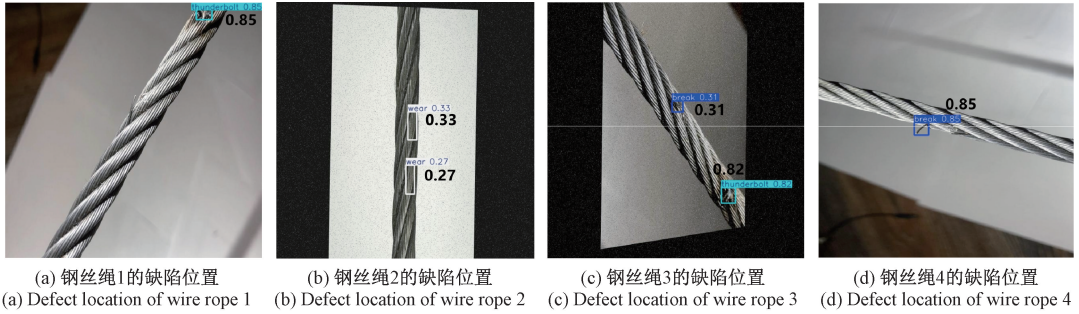 thunderbolt 0.85
0.85
wear 0.33
0.33
wear 0.27
0.27
break 0.31
0.31
0.82
thunderbolt 0.82
0.85
break 0.85
(a) 钢丝绳1的缺陷位置
(a) Defect location of wire rope 1
(b) 钢丝绳2的缺陷位置
(b) Defect location of wire rope 2
(c) 钢丝绳3的缺陷位置
(c) Defect location of wire rope 3
(d) 钢丝绳4的缺陷位置
(d) Defect location of wire rope 4